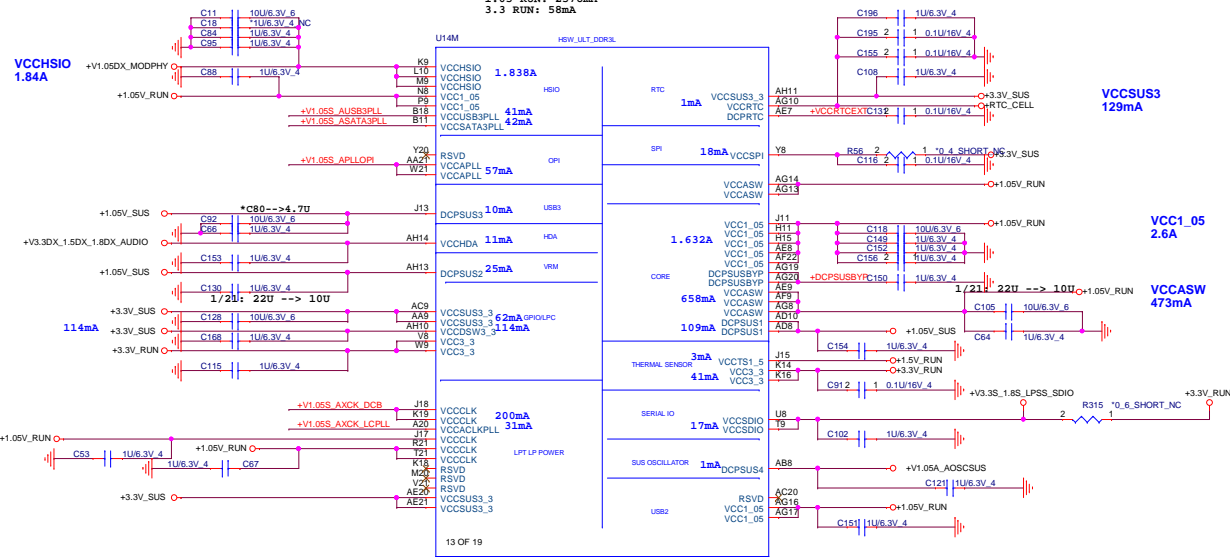 3.3 RUN: 58mA
U14M
HSW_ULT_DDR3L
VCCHSIO
1.84A
C11 10U/6.3V_6
C18 *1U/6.3V_4_NC
C84 1U/6.3V_4
C95 1U/6.3V_4
+V1.05DX_MODPHY
C88 1U/6.3V_4
+1.05V_RUN
+V1.05S_AUSB3PLL
+V1.05S_ASATA3PLL
K9 VCCHSIO
L10 VCCHSIO
M9 VCCHSIO
N8 VCC1_05
P9 VCC1_05
B18 VCCUSB3PLL
B11 VCCSATA3PLL
1.838A
HSIO
41mA
42mA
+V1.05S_APLLOPI
Y20 RSVD
AA21 VCCAPLL
W21 VCCAPLL
OPI
57mA
*C80-->4.7U
+1.05V_SUS
C92 10U/6.3V_6
C66 1U/6.3V_4
J13 DCPSUS3
10mA USB3
+V3.3DX_1.5DX_1.8DX_AUDIO
C153 1U/6.3V_4
AH14 VCCHDA
11mA HDA
+1.05V_SUS
C130 1U/6.3V_4
AH13 DCPSUS2
25mA VRM
1/21: 22U --> 10U
114mA
+3.3V_SUS
C128 10U/6.3V_6
+3.3V_SUS
C168 1U/6.3V_4
+3.3V_RUN
C115 1U/6.3V_4
AC9 VCCSUS3_3
AA9 VCCSUS3_3
AH10 VCCDSW3_3
V8 VCC3_3
W9 VCC3_3
62mA GPIO/LPC
114mA
+V1.05S_AXCK_DCB
+V1.05S_AXCK_LCPLL
+1.05V_RUN
C53 1U/6.3V_4
+1.05V_RUN
1U/6.3V_4 C67
+3.3V_SUS
J18 VCCCLK
K19 VCCCLK
A20 VCCACLKPLL
J17 VCCCLK
R21 VCCCLK
T21 VCCCLK
K18 RSVD
M20 RSVD
V21 RSVD
AE20 VCCSUS3_3
AE21 VCCSUS3_3
200mA
31mA
LPT LP POWER
13 OF 19
C196 1U/6.3V_4
C195 2 1 0.1U/16V_4
C155 2 1 0.1U/16V_4
C108 1U/6.3V_4
RTC
1mA
VCCSUS3_3 AH11
VCCRTC AG10
DCPRTC AE7
+3.3V_SUS
+RTC_CELL
+VCCRTCEXT C131 2 1 0.1U/16V_4
VCCSUS3
129mA
SPI
18mA VCCSPI Y8
R56 2 1 *0_4_SHORT_NC
+3.3V_SUS
C116 2 1 0.1U/16V_4
VCCASW AG14
VCCASW AG13
+1.05V_RUN
1.632A
VCC1_05 J11
VCC1_05 H11
VCC1_05 H15
VCC1_05 AE8
VCC1_05 AF22
DCPSUSBYP AG19
DCPSUSBYP AG20
VCCASW AE9
VCCASW AF9
VCCASW AG8
DCPSUS1 AD10
DCPSUS1 AD8
CORE
658mA
109mA
+1.05V_RUN
C118 10U/6.3V_6
C149 1U/6.3V_4
C152 1U/6.3V_4
C156 2 1U/6.3V_4
+DCPSUSBYP C150 1U/6.3V_4
VCC1_05
2.6A
1/21: 22U --> 10U
+1.05V_RUN
C105 10U/6.3V_6
C64 1U/6.3V_4
VCCASW
473mA
+1.05V_SUS
C154 1U/6.3V_4
THERMAL SENSOR
3mA VCCTS1_5 J15
41mA VCC3_3 K14
VCC3_3 K16
+1.5V_RUN
+3.3V_RUN
C91 2 1 0.1U/16V_4
SERIAL IO
17mA
VCCSDIO U8
VCCSDIO T9
+V3.3S_1.8S_LPSS_SDIO
2 R315 1 *0_6_SHORT_NC
+3.3V_RUN
C102 1U/6.3V_4
SUS OSCILLATOR
1mA DCPSUS4 AB8
+V1.05A_AOSCSUS
C121 1U/6.3V_4
USB2
RSVD AC20
VCC1_05 AG16
VCC1_05 AG17
+1.05V_RUN
C151 1U/6.3V_4